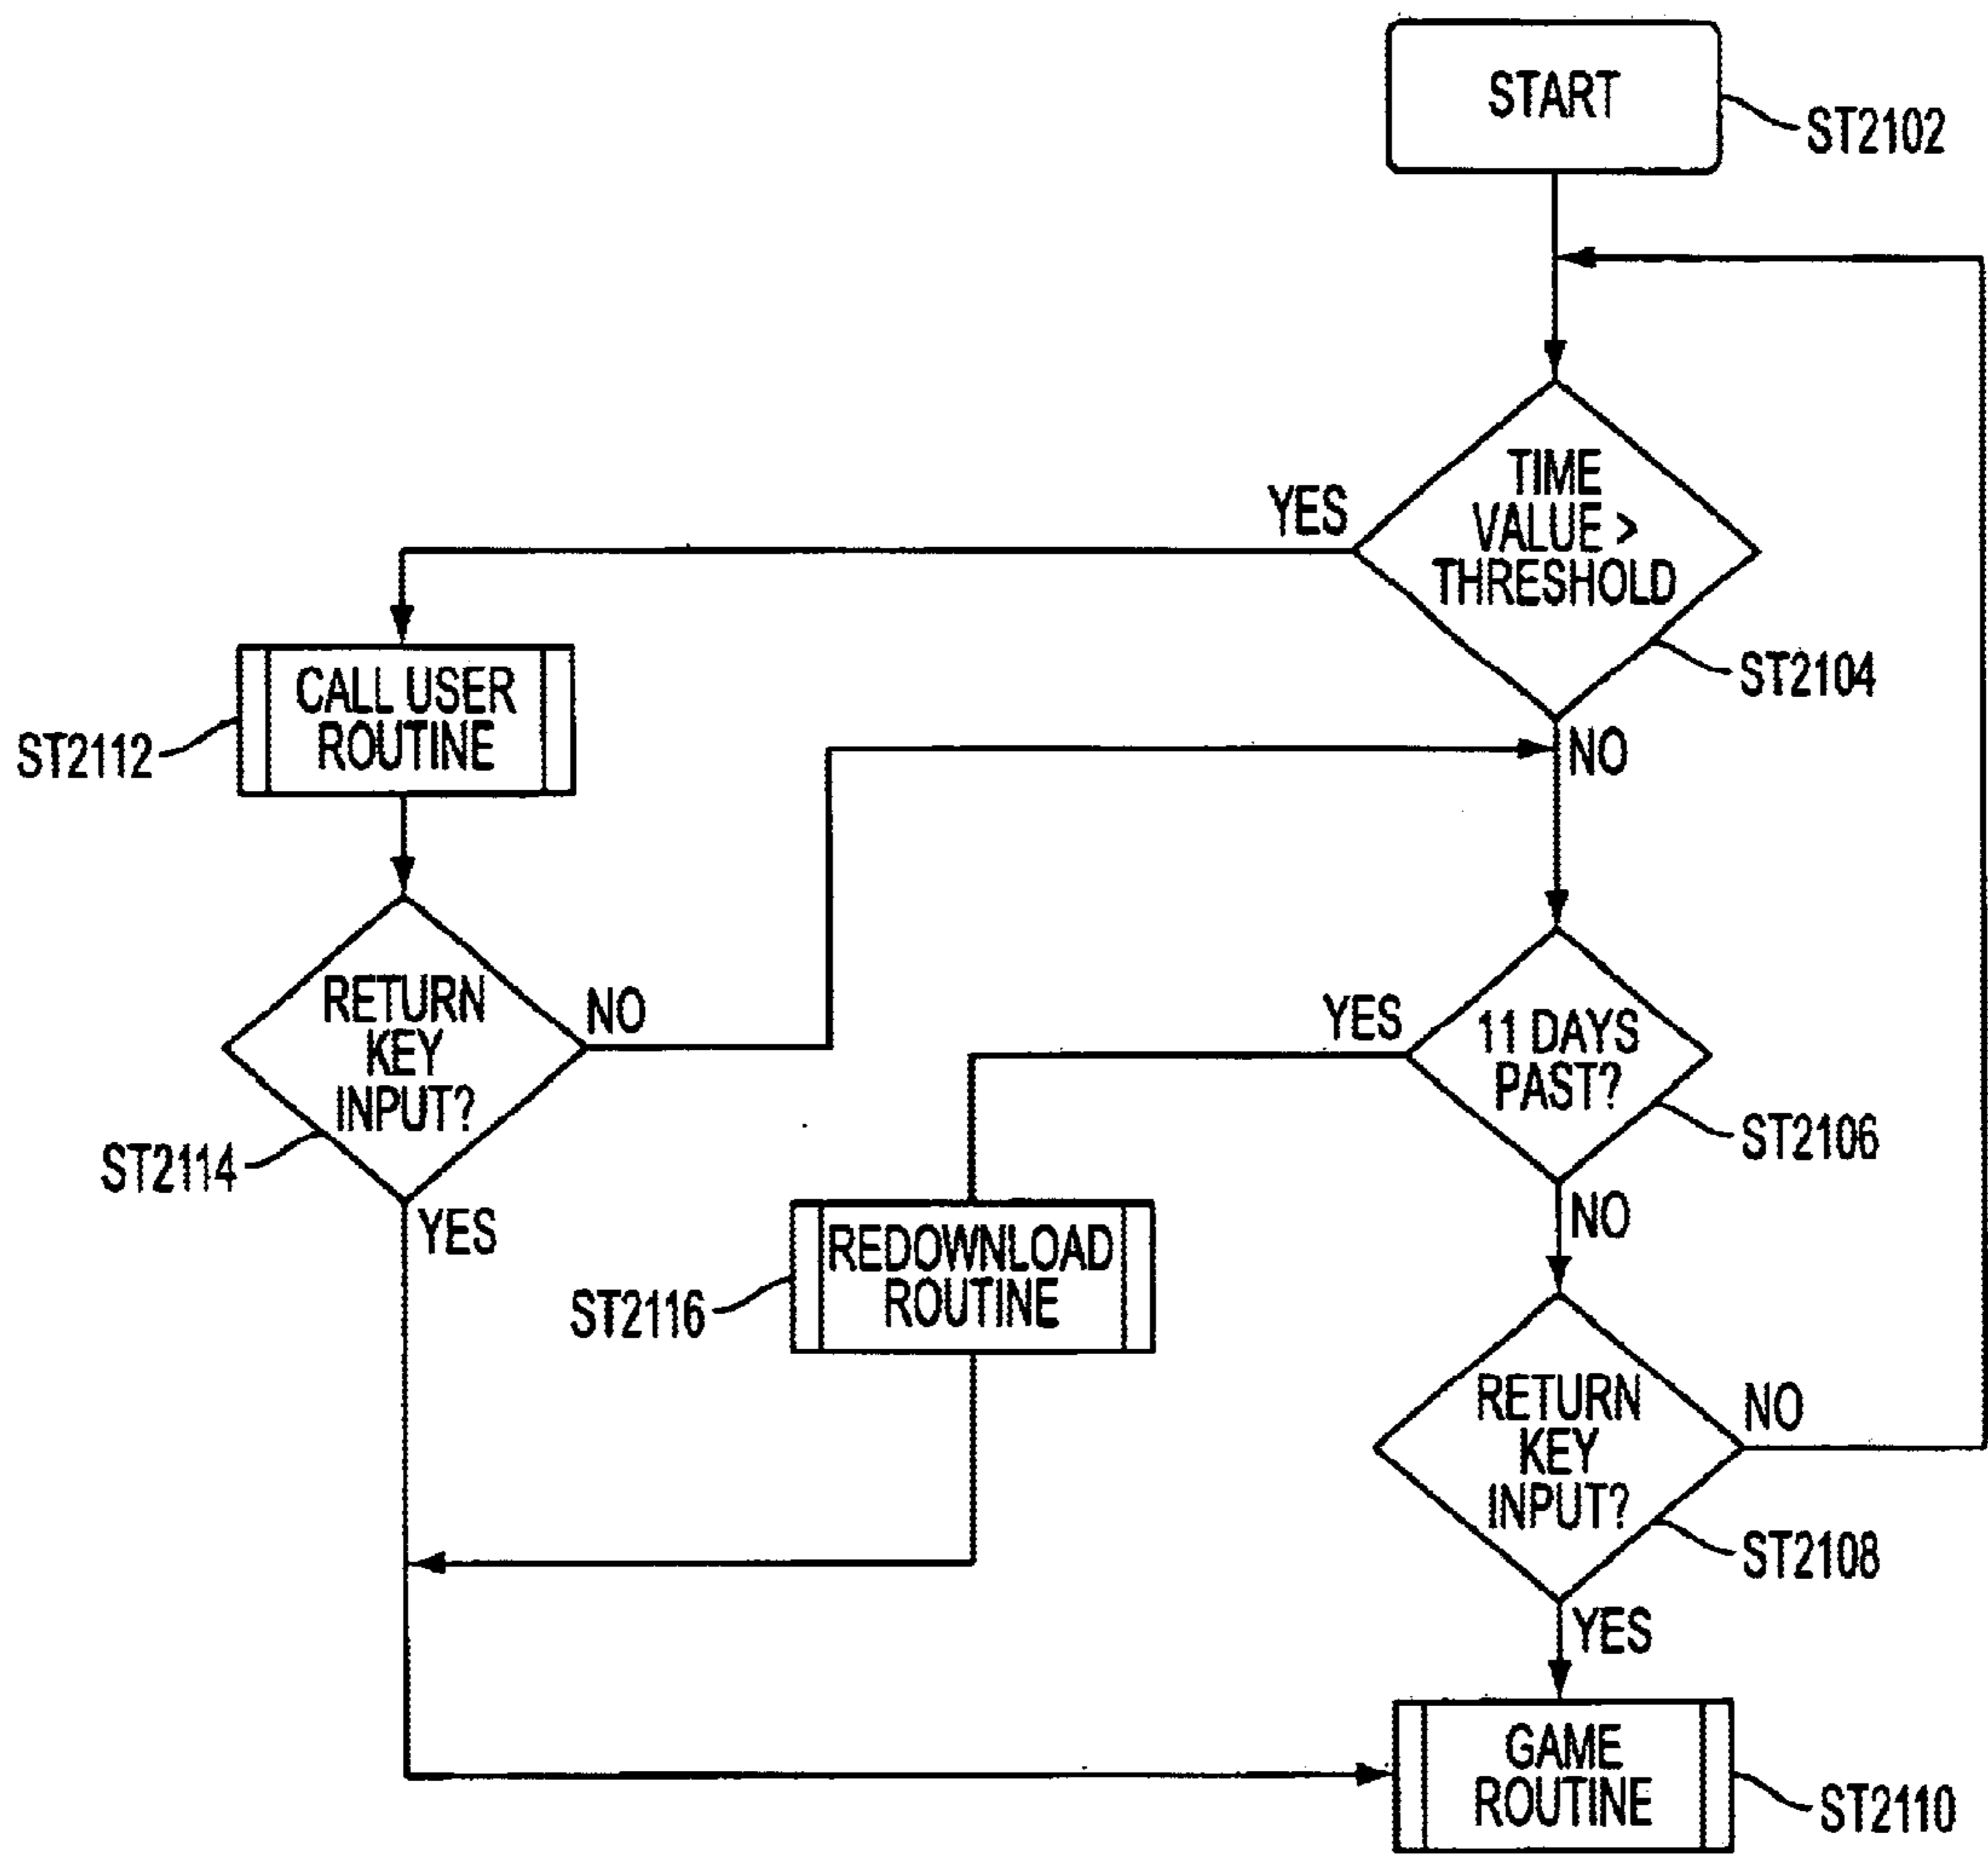 START
ST2102
TIME
VALUE >
THRESHOLD
YES
ST2104
NO
CALL USER
ROUTINE
ST2112
RETURN
KEY
INPUT?
NO
ST2114
YES
11 DAYS
PAST?
YES
ST2106
NO
REDOWNLOAD
ROUTINE
ST2116
RETURN
KEY
INPUT?
NO
ST2108
YES
GAME
ROUTINE
ST2110